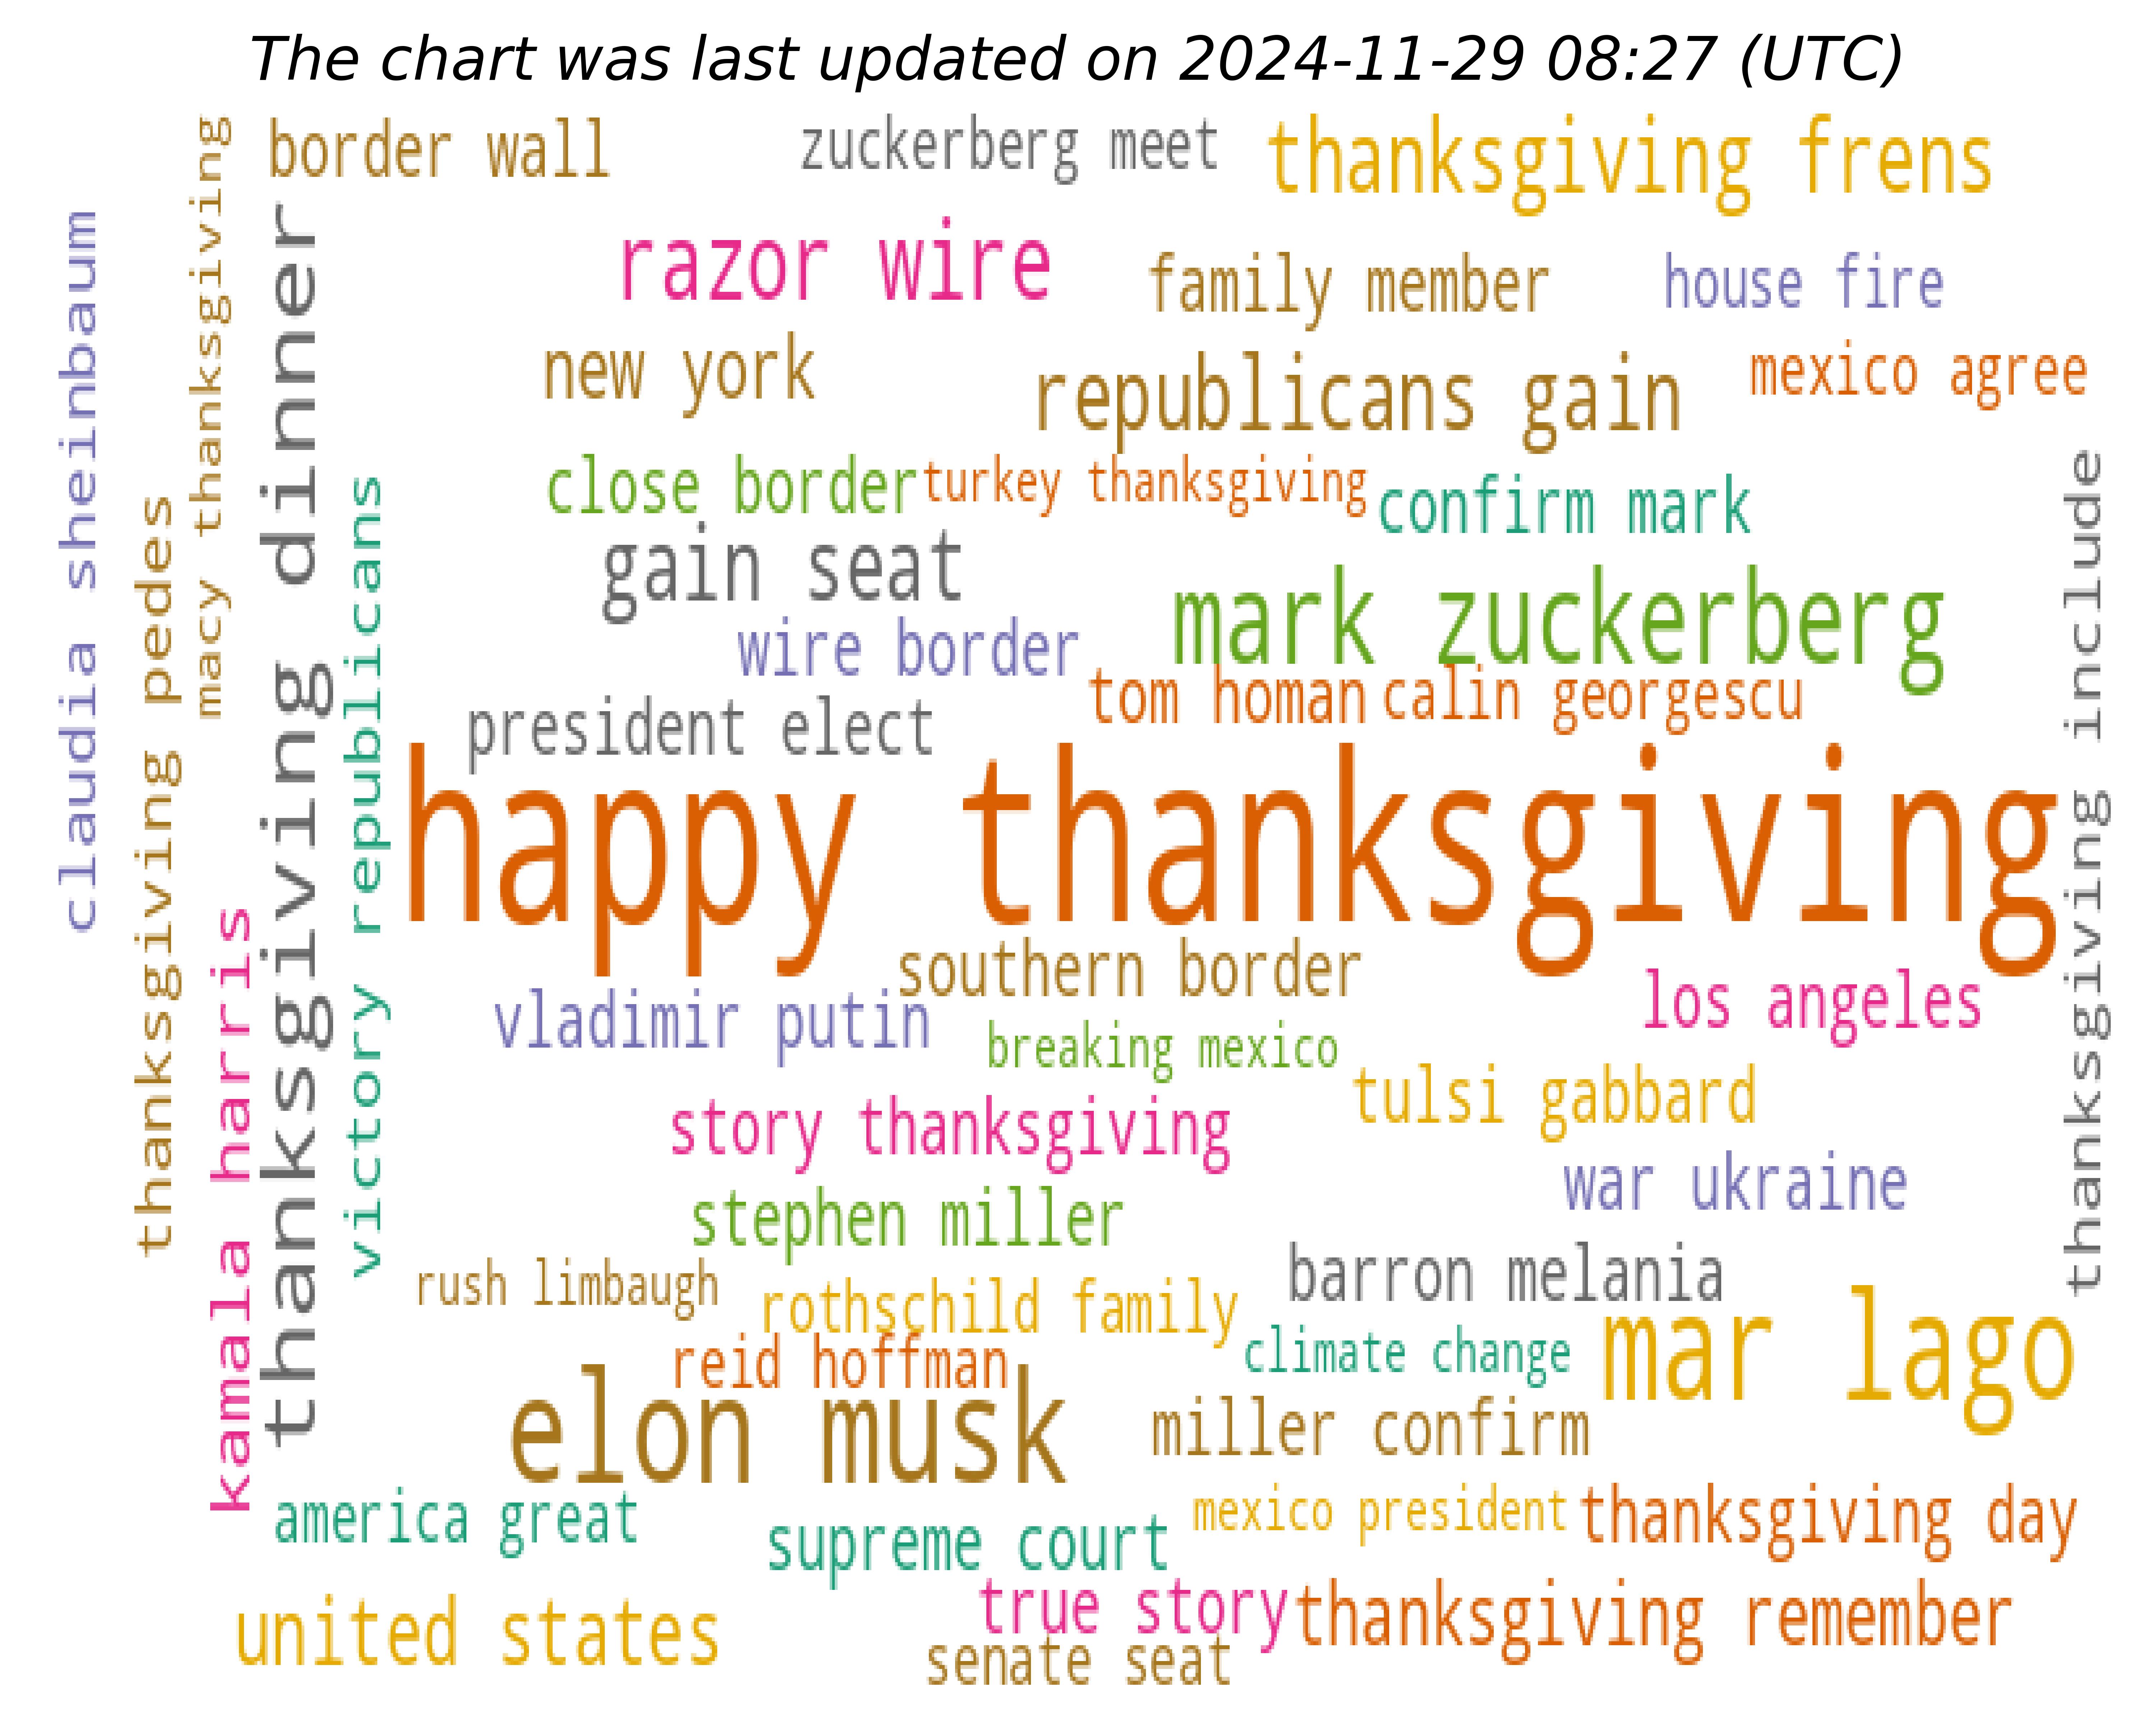 The chart was last updated on 2024-11-29 08:27 (UTC)
border wall
zuckerberg meet
thanksgiving frens
macy thanksgiving
claudia sheinbaum
thanksgiving dinner
razor wire
family member
house fire
new york
republicans gain
mexico agree
close border
turkey thanksgiving
confirm mark
thanksgiving include
victory republicans
thanksgiving pedes
gain seat
mark zuckerberg
wire border
tom homan
calin georgescu
president elect
happy thanksgiving
kamala harris
southern border
los angeles
vladimir putin
breaking mexico
tulsi gabbard
story thanksgiving
war ukraine
stephen miller
barron melania
rush limbaugh
rothschild family
mar lago
climate change
reid hoffman
elon musk
miller confirm
america great
mexico president
thanksgiving day
supreme court
true story
thanksgiving remember
united states
senate seat